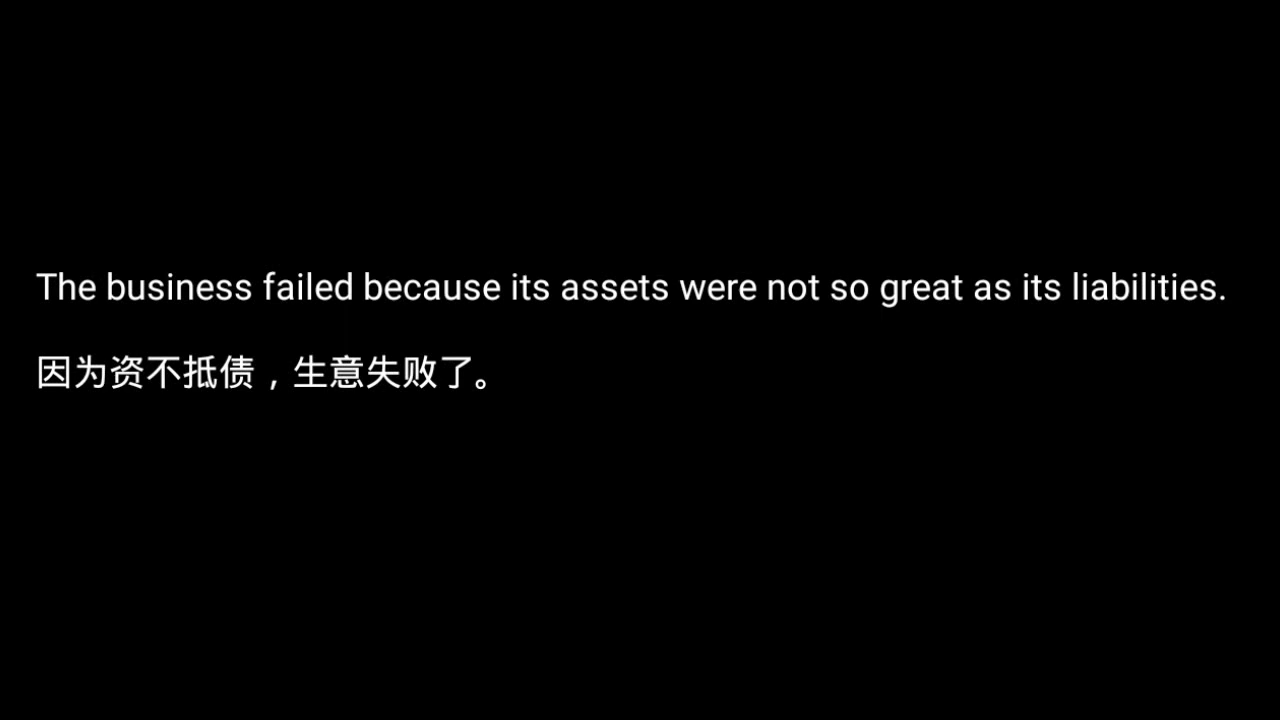 The business failed because its assets were not so great as its liabilities.
因为资不抵债，生意失败了。